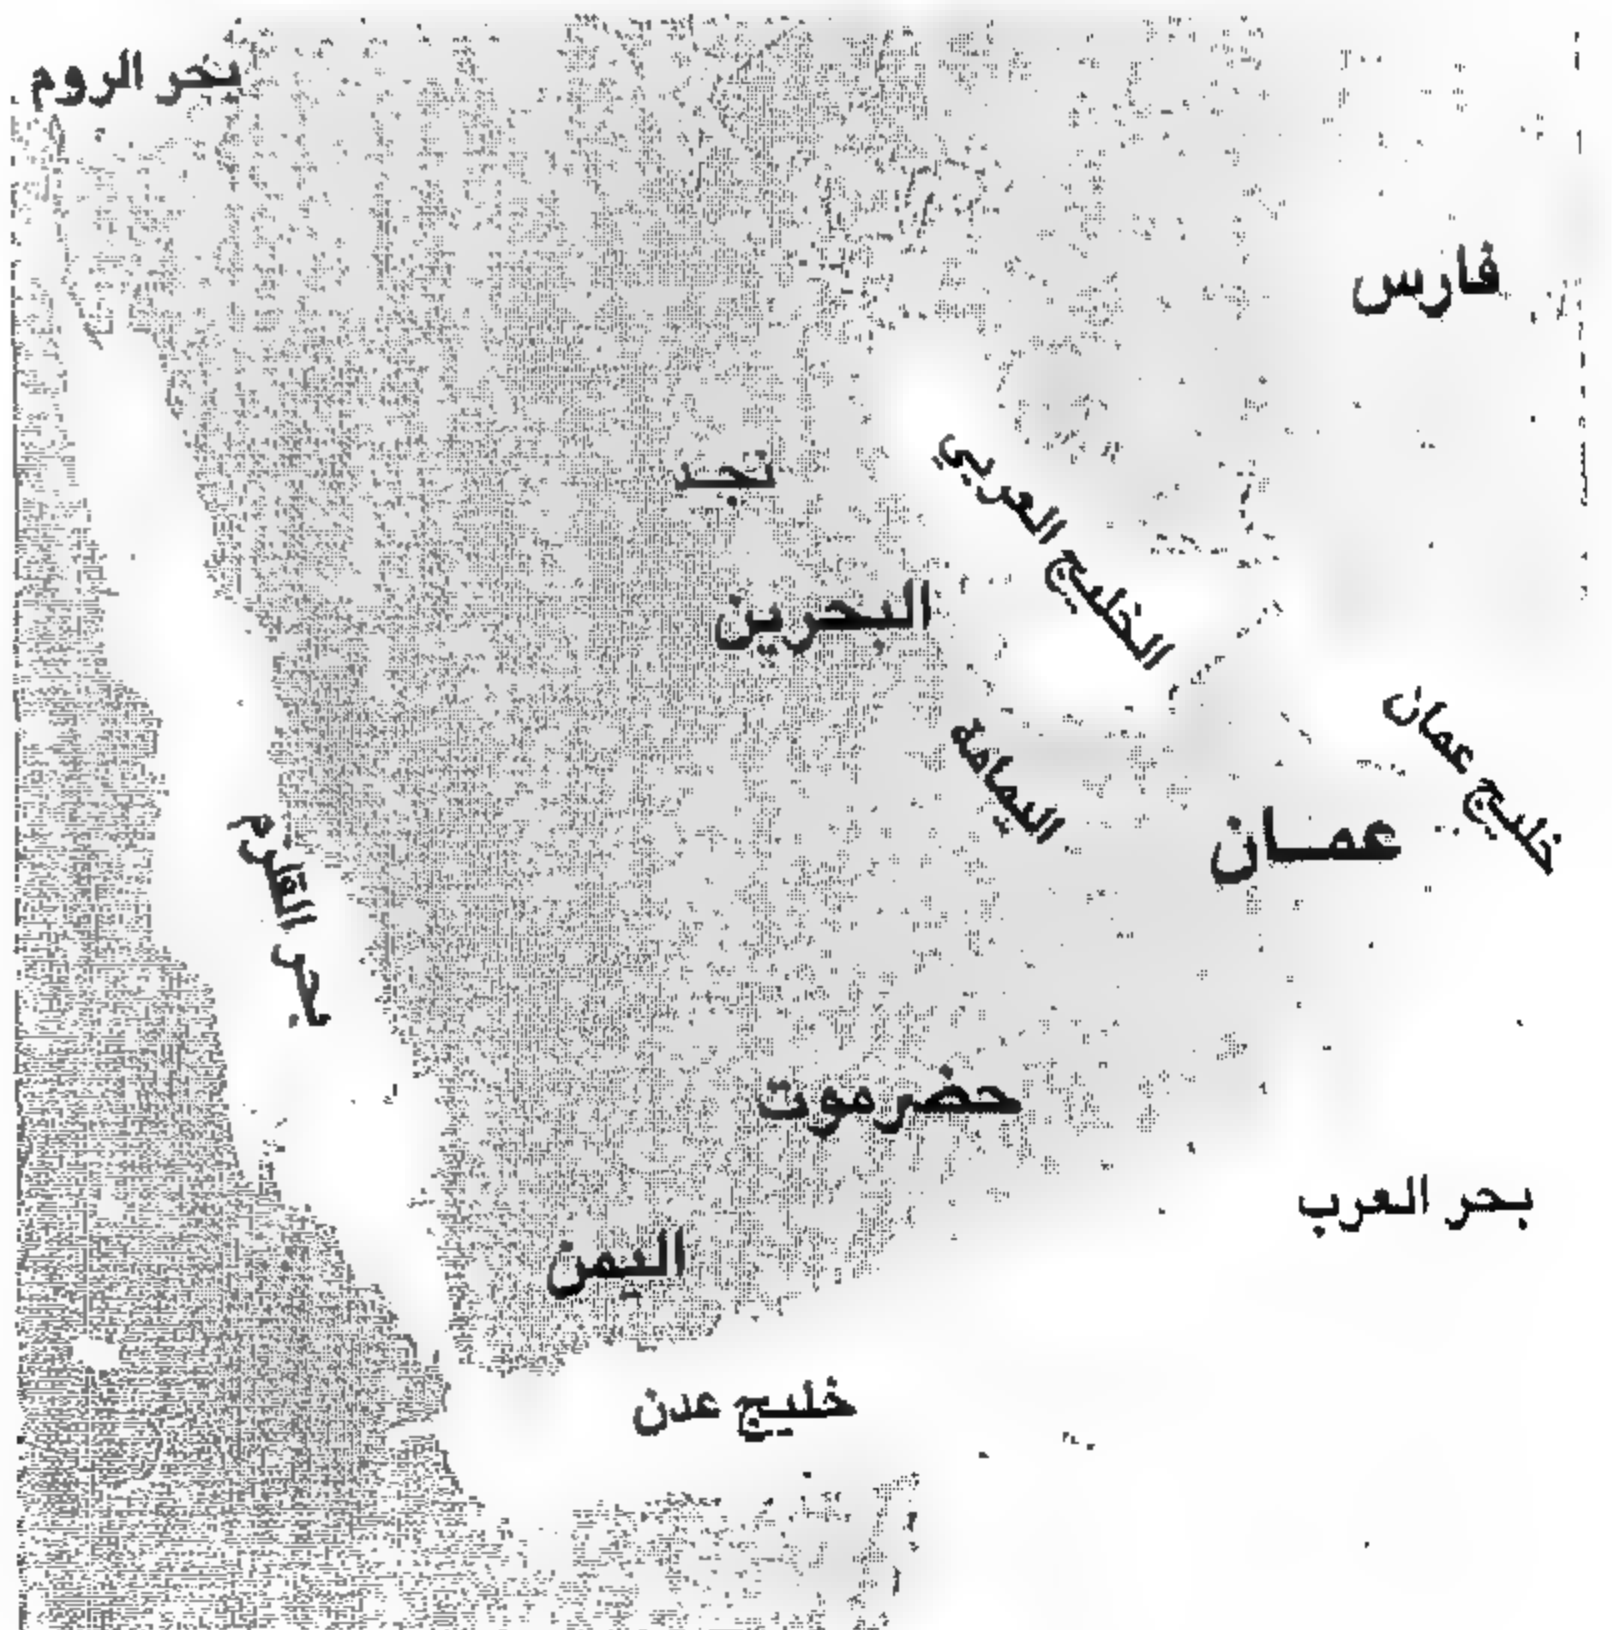 بحر الروم
فارس
نجد
الخليج العربي
البحرين
خليج عمان
اليمامة
عمان
بحر القلزم
حضرموت
بحر العرب
اليمن
خليج عدن